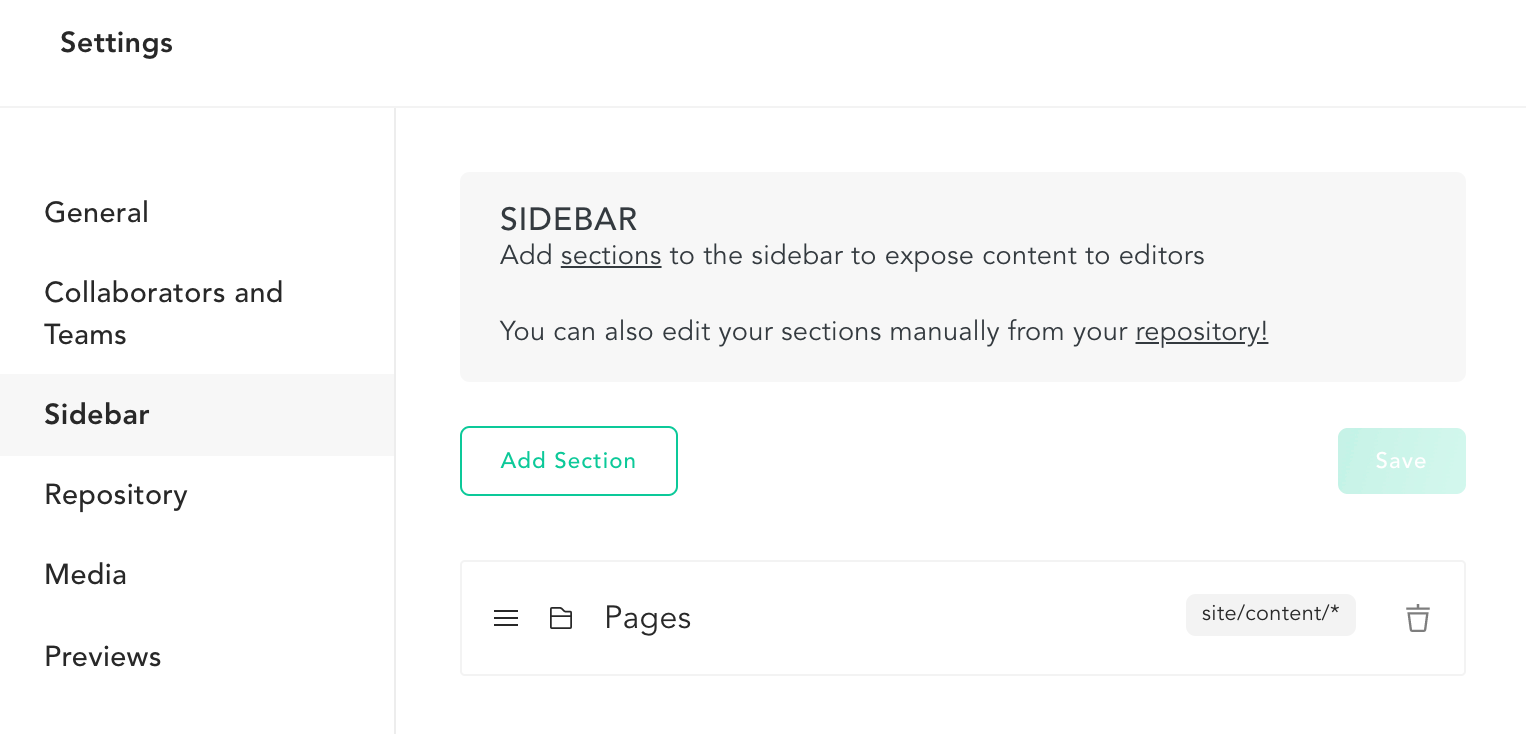 Settings
General
Collaborators and
Teams
Sidebar
Repository
Media
Previews
SIDEBAR
Add sections to the sidebar to expose content to editors
You can also edit your sections manually from your repository!
Add Section
Save
Pages
site/content/*